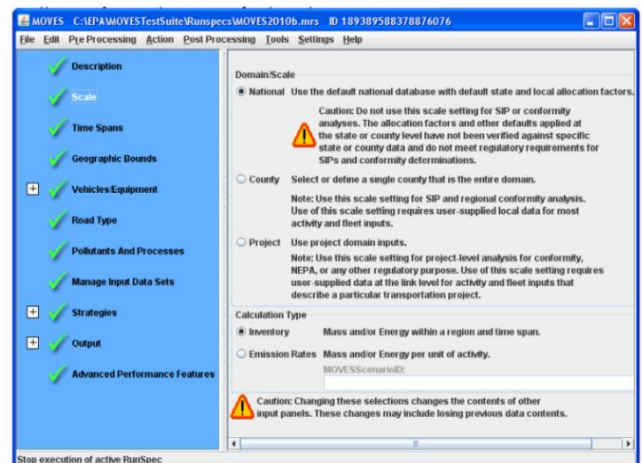 MOVES C:\EPA\MOVESTestSuite\Runspecs\MOVES2010b.mrs ID 189389588378876076
File Edit Pre Processing Action Post Processing Tools Settings Help
Description
Scale
Time Spans
Geographic Bounds
Vehicles/Equipment
Road Type
Pollutants And Processes
Manage Input Data Sets
Strategies
Output
Advanced Performance Features
Domain/Scale
National Use the default national database with default state and local allocation factors.
Caution: Do not use this scale setting for SIP or conformity
analyses. The allocation factors and other defaults applied at
the state or county level have not been verified against specific
state or county data and do not meet regulatory requirements for
SIPs and conformity determinations.
County Select or define a single county that is the entire domain.
Note: Use this scale setting for SIP and regional conformity analysis.
Use of this scale setting requires user-supplied local data for most
activity and fleet inputs.
Project Use project domain inputs.
Note: Use this scale setting for project-level analysis for conformity,
NEPA, or any other regulatory purpose. Use of this scale setting requires
user-supplied data at the link level for activity and fleet inputs that
describe a particular transportation project.
Calculation Type
Inventory Mass and/or Energy within a region and time span.
Emission Rates Mass and/or Energy per unit of activity.
MOVESScenarioID:
Caution: Changing these selections changes the contents of other
input panels. These changes may include losing previous data contents.
Stop execution of active RunSpec